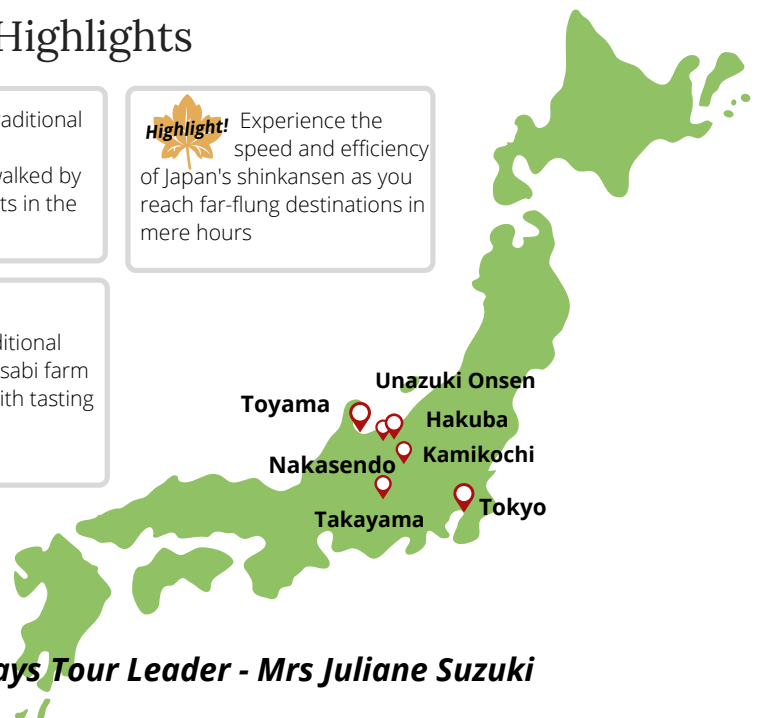 Highlights
aditional
walked by
ts in the
Highlight! Experience the
speed and efficiency
of Japan's shinkansen as you
reach far-flung destinations in
mere hours
ditional
sabi farm
ith tasting
Unazuki Onsen
Toyama
Hakuba
Kamikochi
Nakasendo
Tokyo
Takayama
ays Tour Leader - Mrs Juliane Suzuki